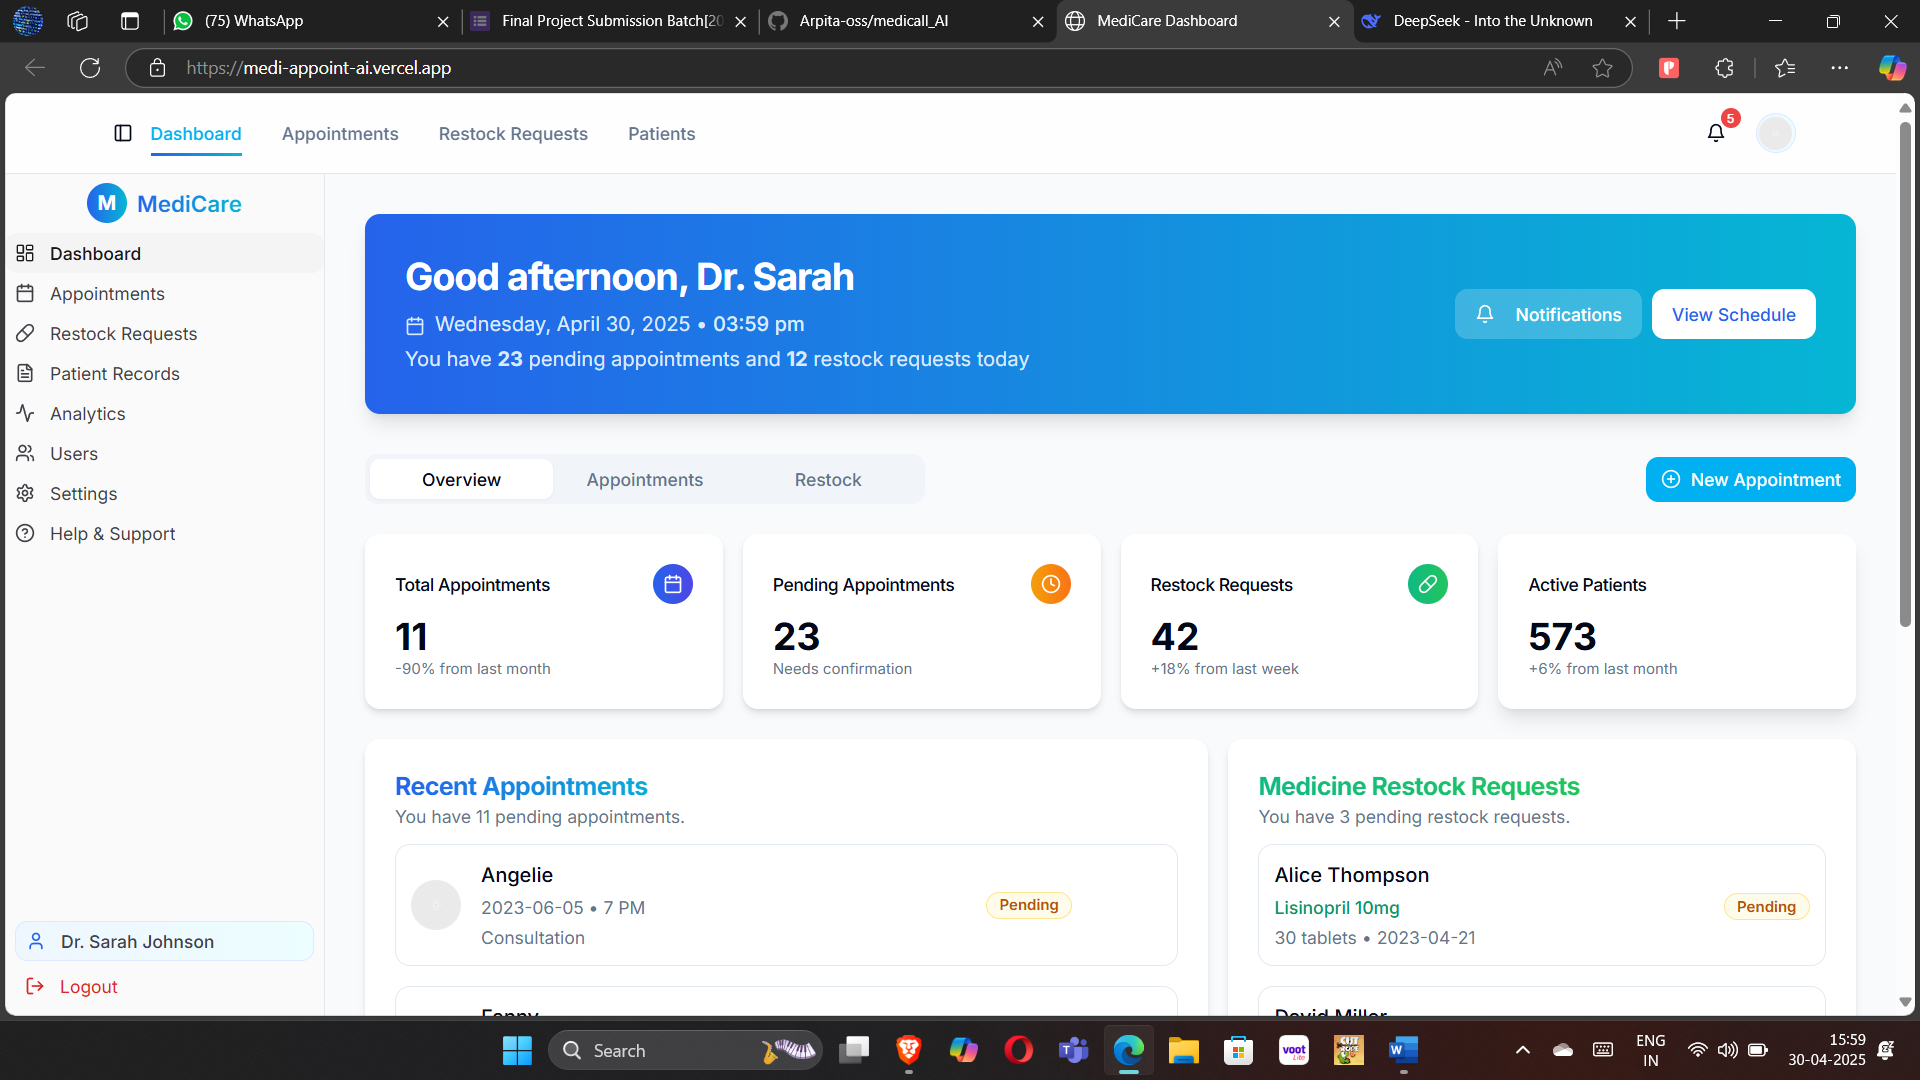 (75) WhatsApp
Final Project Submission Batch[20
Arpita-oss/medicall_AI
MediCare Dashboard
DeepSeek - Into the Unknown
https://medi-appoint-ai.vercel.app
Dashboard
Appointments
Restock Requests
Patients
5
M MediCare
Dashboard
Appointments
Restock Requests
Patient Records
Analytics
Users
Settings
Help & Support
Dr. Sarah Johnson
Logout
Good afternoon, Dr. Sarah
Wednesday, April 30, 2025 • 03:59 pm
You have 23 pending appointments and 12 restock requests today
Notifications
View Schedule
Overview
Appointments
Restock
New Appointment
Total Appointments
11
-90% from last month
Pending Appointments
23
Needs confirmation
Restock Requests
42
+18% from last week
Active Patients
573
+6% from last month
Recent Appointments
You have 11 pending appointments.
Angelie
2023-06-05 • 7 PM
Consultation
Pending
Fanny
Medicine Restock Requests
You have 3 pending restock requests.
Alice Thompson
Lisinopril 10mg
30 tablets • 2023-04-21
Pending
David Miller
Search
voot
Lite
CUT
ROPE
ENG
IN
15:59
30-04-2025